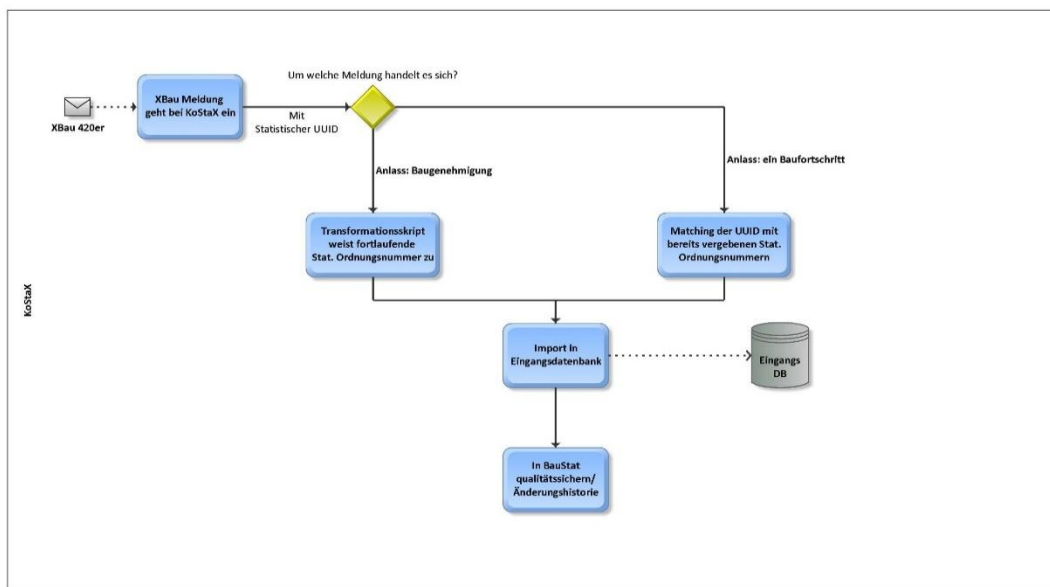 Um welche Meldung handelt es sich?
XBau Meldung
geht bei KoStaX ein
XBau 420er
Mit
Statistischer UUID
Anlass: Baugenehmigung
Anlass: ein Baufortschritt
Transformationsskript
weist fortlaufende
Stat. Ordnungsnummer zu
Matching der UUID mit
bereits vergebenen Stat.
Ordnungsnummern
KoStaX
Import in
Eingangsdatenbank
Eingangs
DB
In BauStat
qualitätssichern/
Änderungshistorie